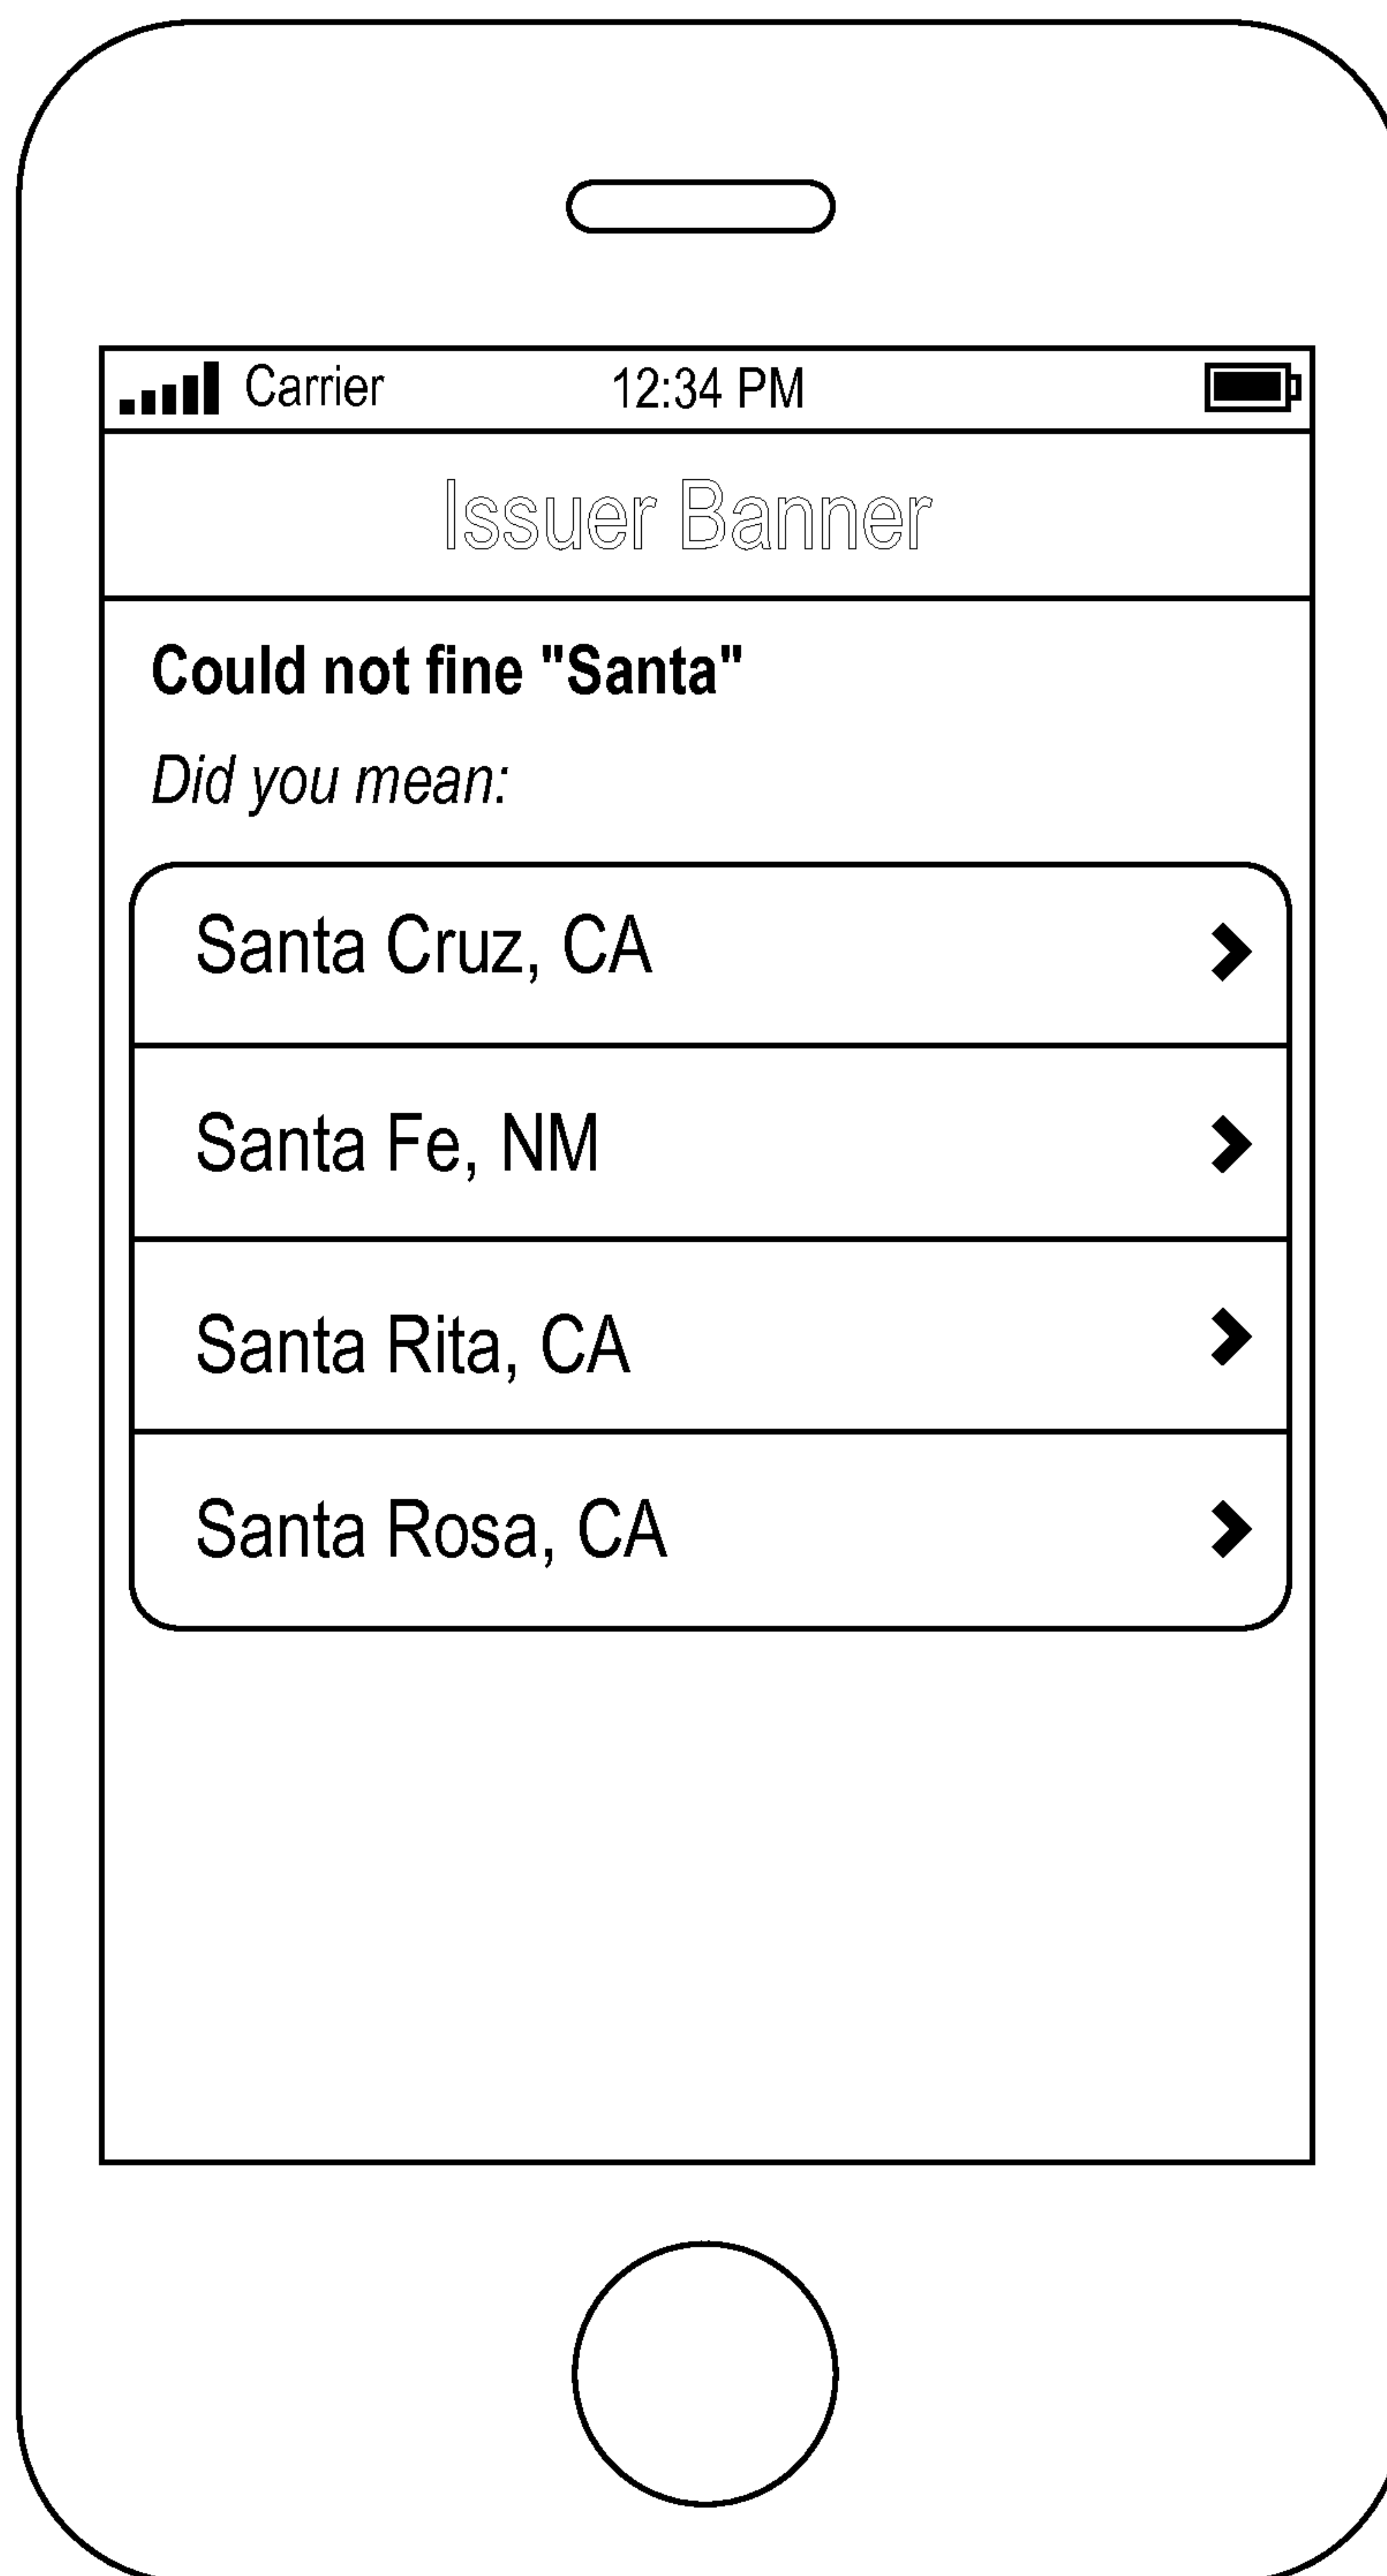 Carrier 12:34 PM
Issuer Banner
Could not fine "Santa"
Did you mean:
Santa Cruz, CA
Santa Fe, NM
Santa Rita, CA
Santa Rosa, CA